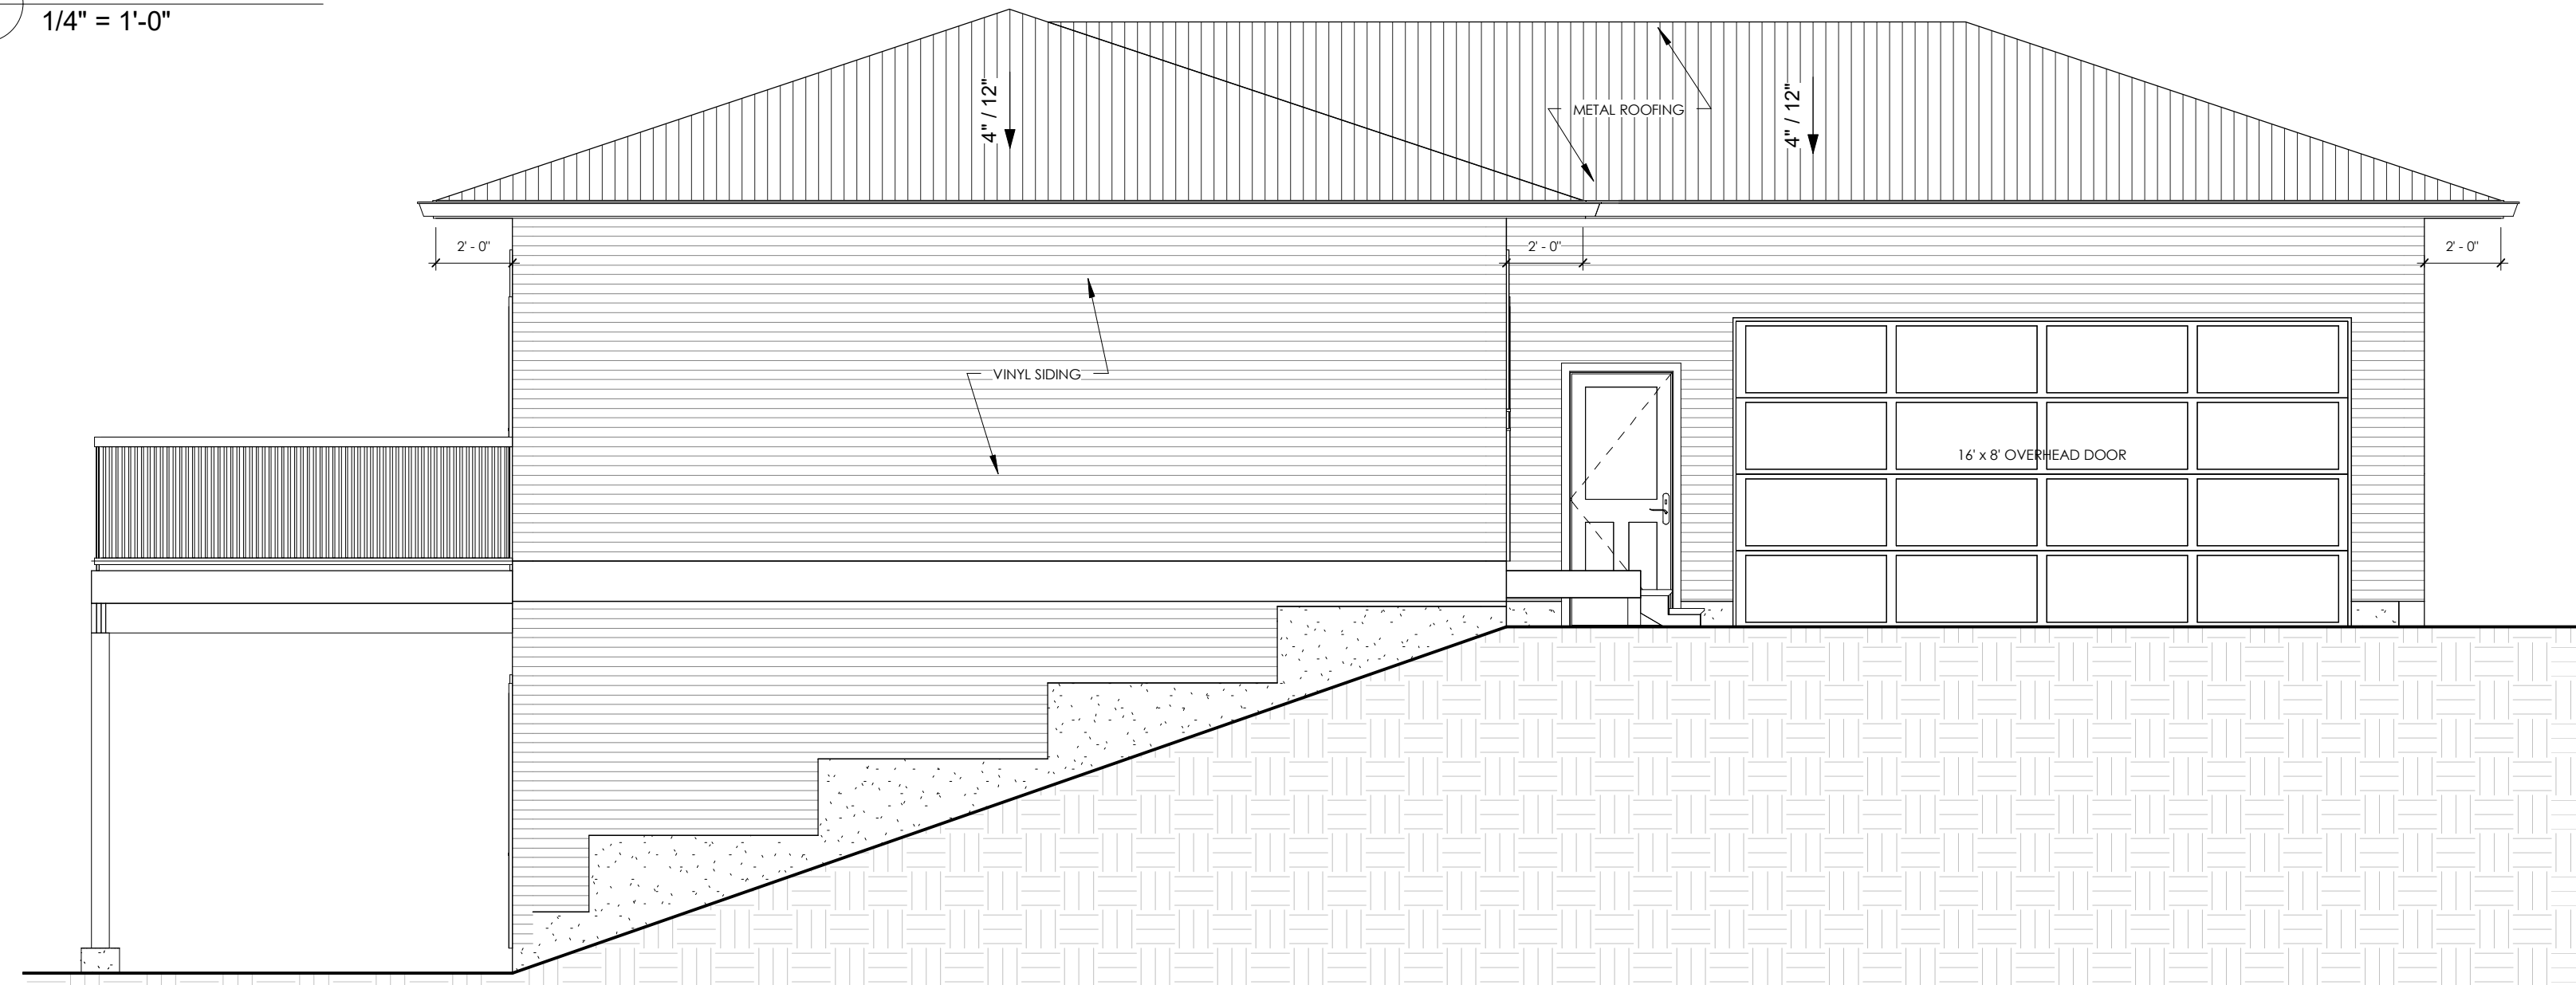 1/4" = 1'-0"
4" / 12"
METAL ROOFING
4" / 12"
2' - 0"
2' - 0"
2' - 0"
VINYL SIDING
16' x 8' OVERHEAD DOOR